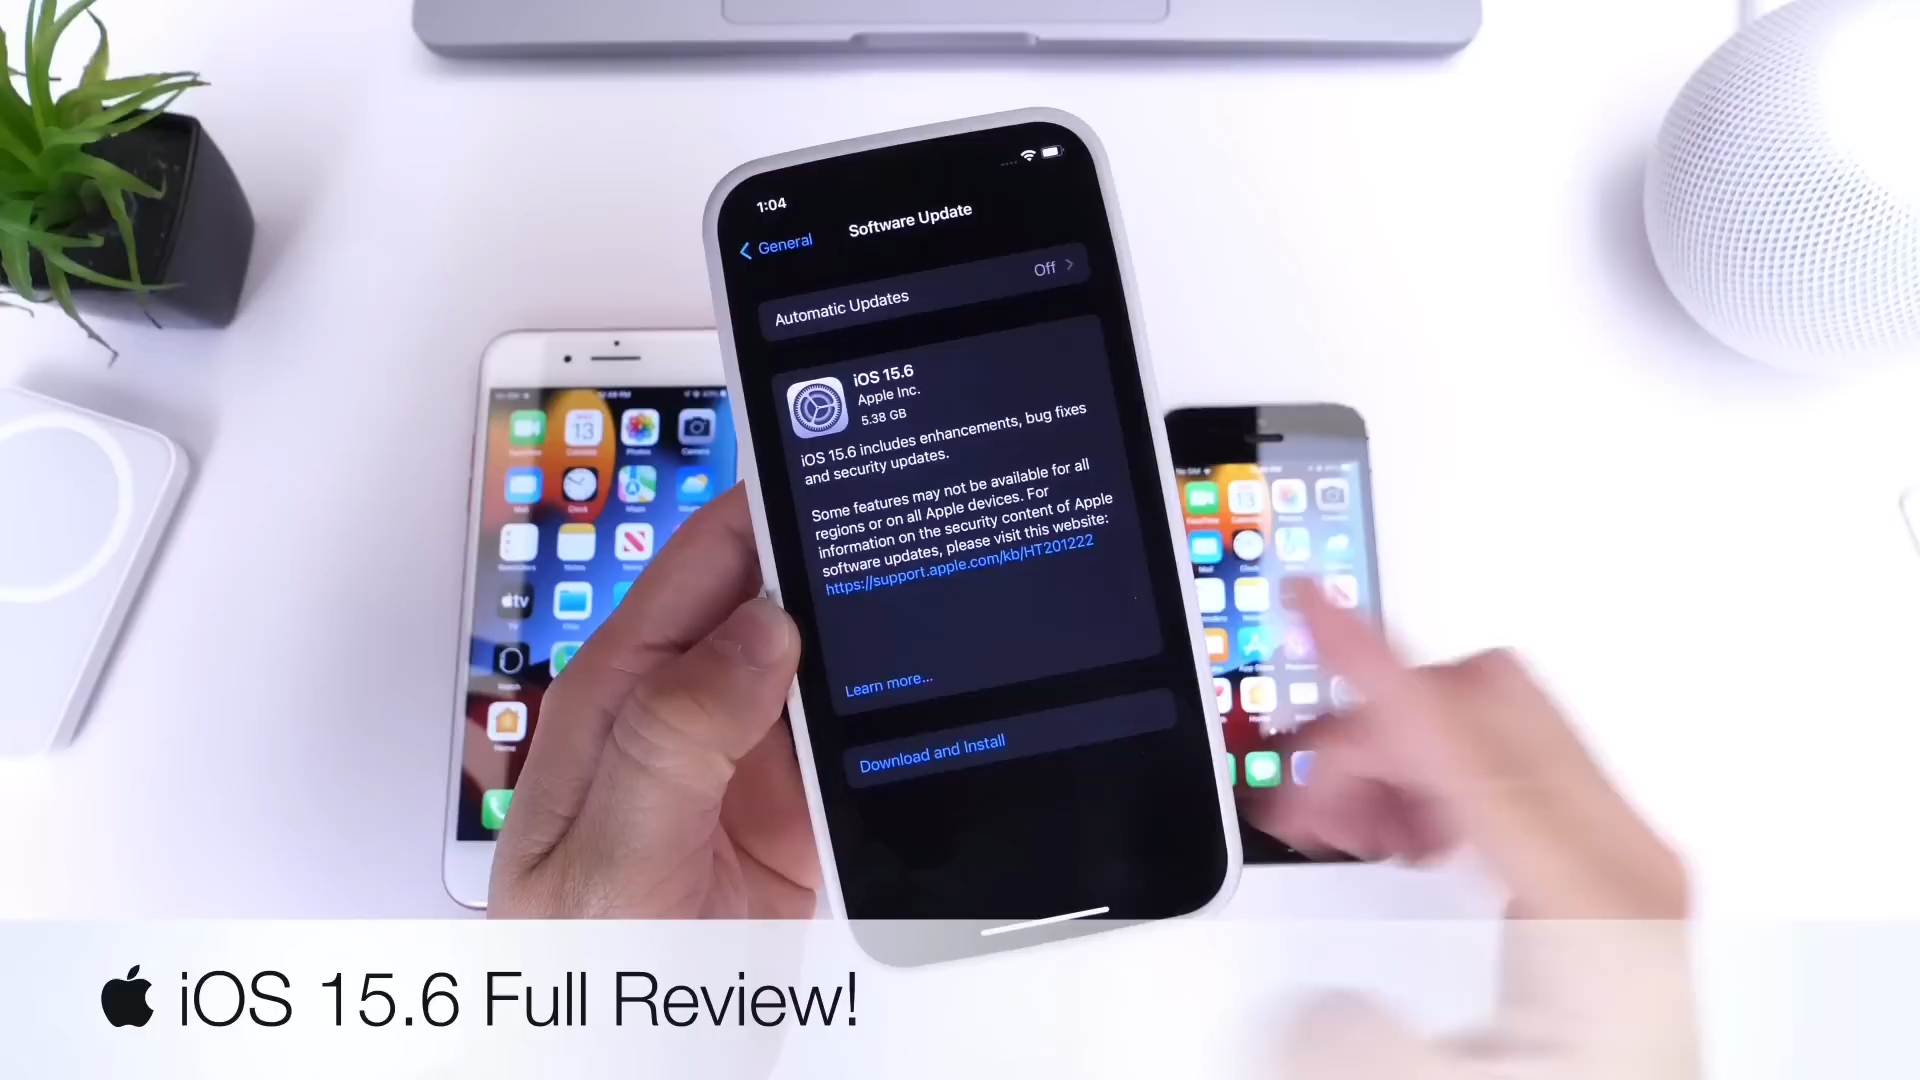 1:04
General
Software Update
Automatic Updates
Off
iOS 15.6
Apple Inc.
5.38 GB
iOS 15.6 includes enhancements, bug fixes
and security updates.
Some features may not be available for all
regions or on all Apple devices. For
information on the security content of Apple
software updates, please visit this website:
https://support.apple.com/kb/HT201222
Learn more...
Download and Install
13
tv
13
iOS 15.6 Full Review!